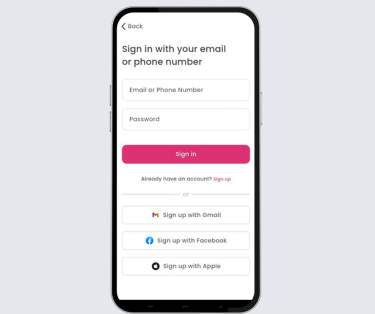 Back
Sign in with your email
or phone number
Email or Phone Number
Password
Sign in
Already have an account? Sign up
or
Sign up with Gmail
Sign up with Facebook
Sign up with Apple